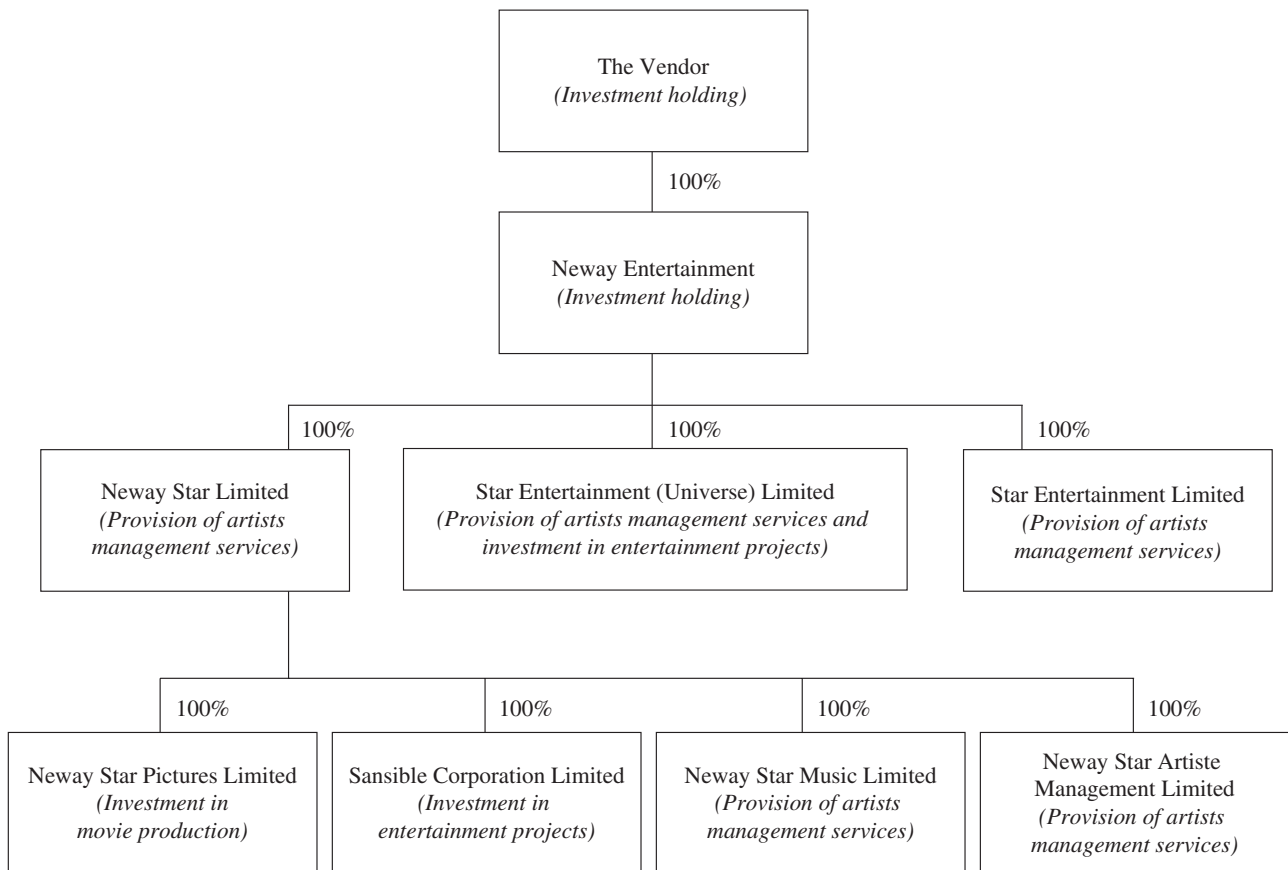 The Vendor
(Investment holding)
100%
Neway Entertainment
(Investment holding)
100%
100%
100%
Neway Star Limited
(Provision of artists
management services)
Star Entertainment (Universe) Limited
(Provision of artists management services and
investment in entertainment projects)
Star Entertainment Limited
(Provision of artists
management services)
100%
100%
100%
100%
Neway Star Pictures Limited
(Investment in
movie production)
Sansible Corporation Limited
(Investment in
entertainment projects)
Neway Star Music Limited
(Provision of artists
management services)
Neway Star Artiste
Management Limited
(Provision of artists
management services)